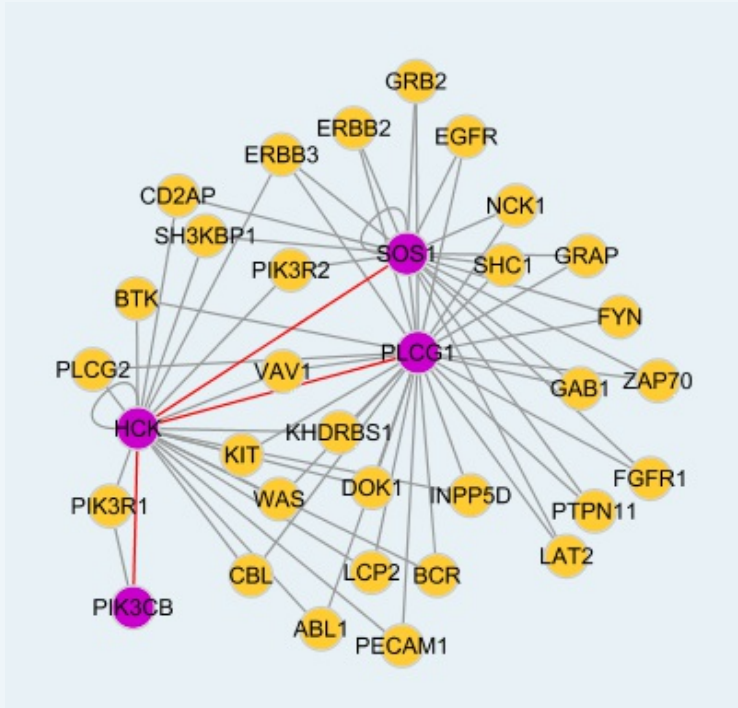 GRB2
ERBB2
EGFR
ERBB3
CD2AP
NCK1
SH3KBP1
SOS1
GRAP
SHC1
PIK3R2
BTK
FYN
PLCG1
PLCG2
VAV1
ZAP70
GAB1
HCK
KHDRBS1
KIT
FGFR1
DOK1
INPP5D
WAS
PIK3R1
PTPN11
LAT2
CBL
LCP2
BCR
PIK3CB
ABL1
PECAM1